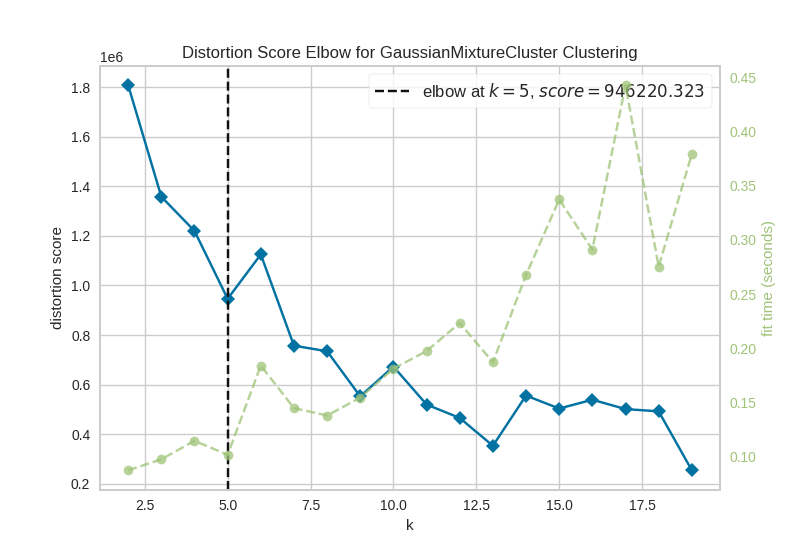 Distortion Score Elbow for GaussianMixtureCluster Clustering
1e6
elbow at k = 5, score = 946220.323
1.8
1.6
1.4
1.2
1.0
0.8
0.6
0.4
0.2
distortion score
0.45
0.40
0.35
0.30
0.25
0.20
0.15
0.10
fit time (seconds)
2.5 5.0 7.5 10.0 12.5 15.0 17.5
k